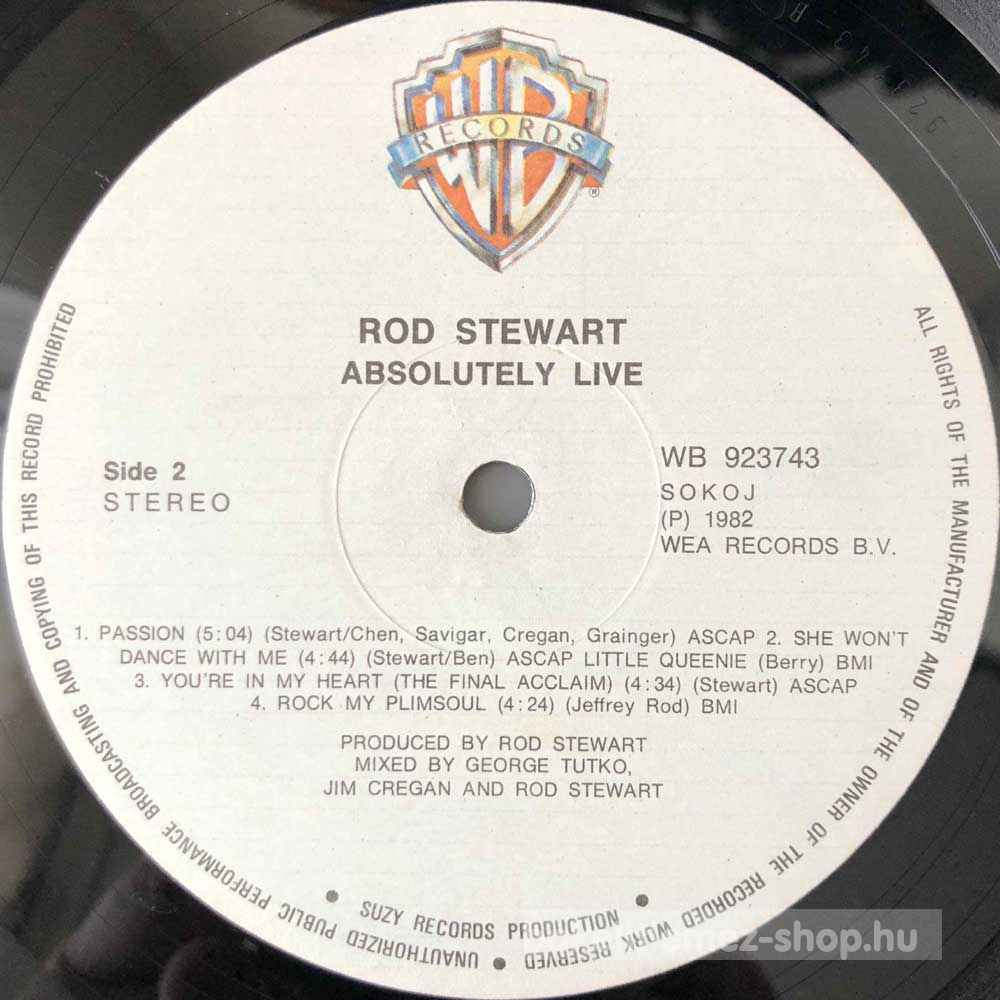 WB
RECORDS
®
ROD STEWART
ABSOLUTELY LIVE
Side 2
STEREO
WB 923743
SOKOJ
(P) 1982
WEA RECORDS B.V.
1. PASSION (5:04) (Stewart/Chen, Savigar, Cregan, Grainger) ASCAP 2. SHE WON'T
DANCE WITH ME (4:44) (Stewart/Ben) ASCAP LITTLE QUEENIE (Berry) BMI
3. YOU'RE IN MY HEART (THE FINAL ACCLAIM) (4:34) (Stewart) ASCAP
4. ROCK MY PLIMSOUL (4:24) (Jeffrey Rod) BMI
PRODUCED BY ROD STEWART
MIXED BY GEORGE TUTKO,
JIM CREGAN AND ROD STEWART
● SUZY RECORDS PRODUCTION ●
ALL RIGHTS OF THE MANUFACTURER AND OF THE OWNER OF THE RECORDED WORK RESERVED ● UNAUTHORIZED PUBLIC PERFORMANCE BROADCASTING AND COPYING OF THIS RECORD PROHIBITED